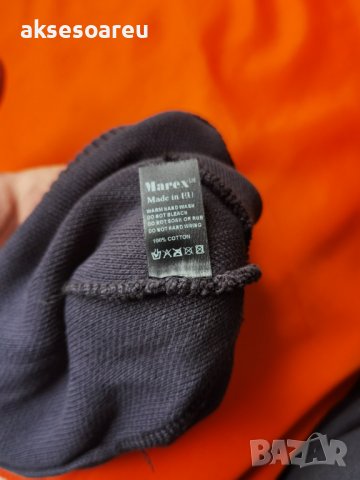 aksesoareu
Marex
Made in EU
WARM HAND WASH
DO NOT BLEACH
DO NOT SOAK OR RUB
DO NOT HARD WRING
100% COTTON
BAZAR